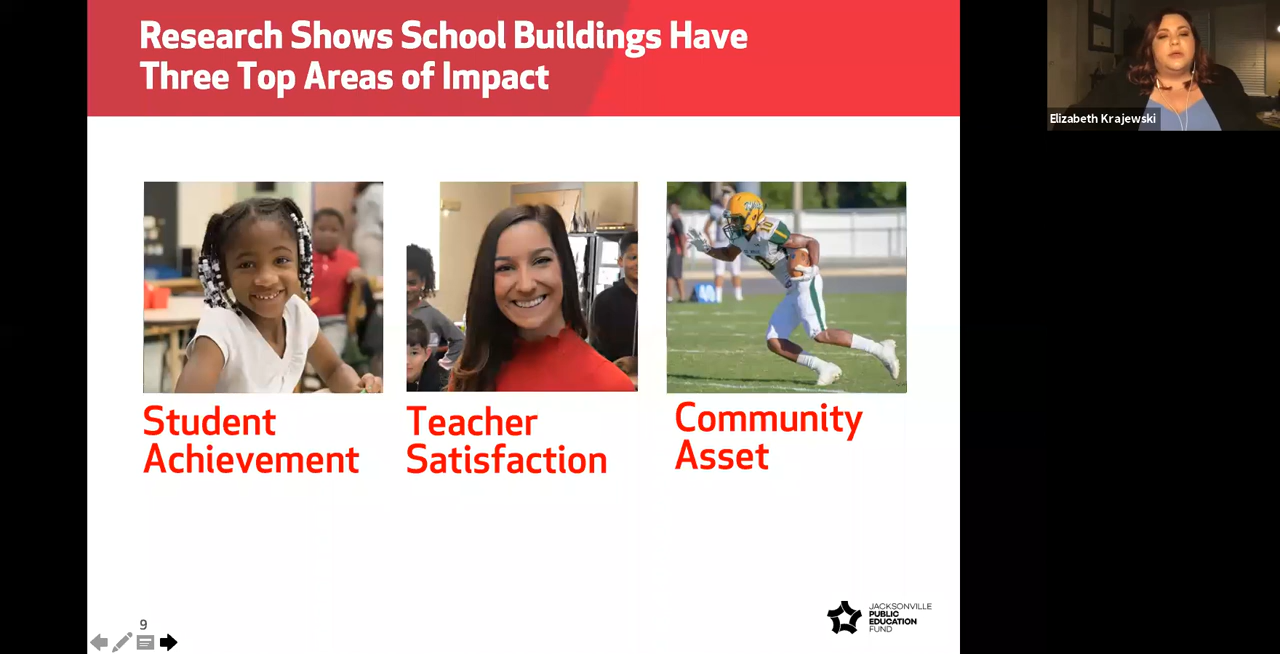 Research Shows School Buildings Have
Three Top Areas of Impact
Elizabeth Krajewski
10
Student
Achievement
Teacher
Satisfaction
Community
Asset
9
JACKSONVILLE
PUBLIC
EDUCATION
FUND